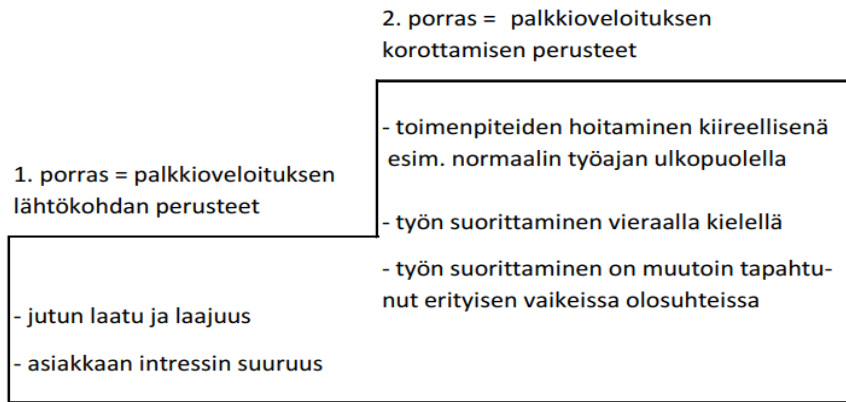 2. porras =  palkkioveloituksen
korottamisen perusteet
- toimenpiteiden hoitaminen kiireellisenä
esim. normaalin työajan ulkopuolella
- työn suorittaminen vieraalla kielellä
- työn suorittaminen on muutoin tapahtu-
nut erityisen vaikeissa olosuhteissa
1. porras = palkkioveloituksen
lähtökohdan perusteet
- jutun laatu ja laajuus
- asiakkaan intressin suuruus